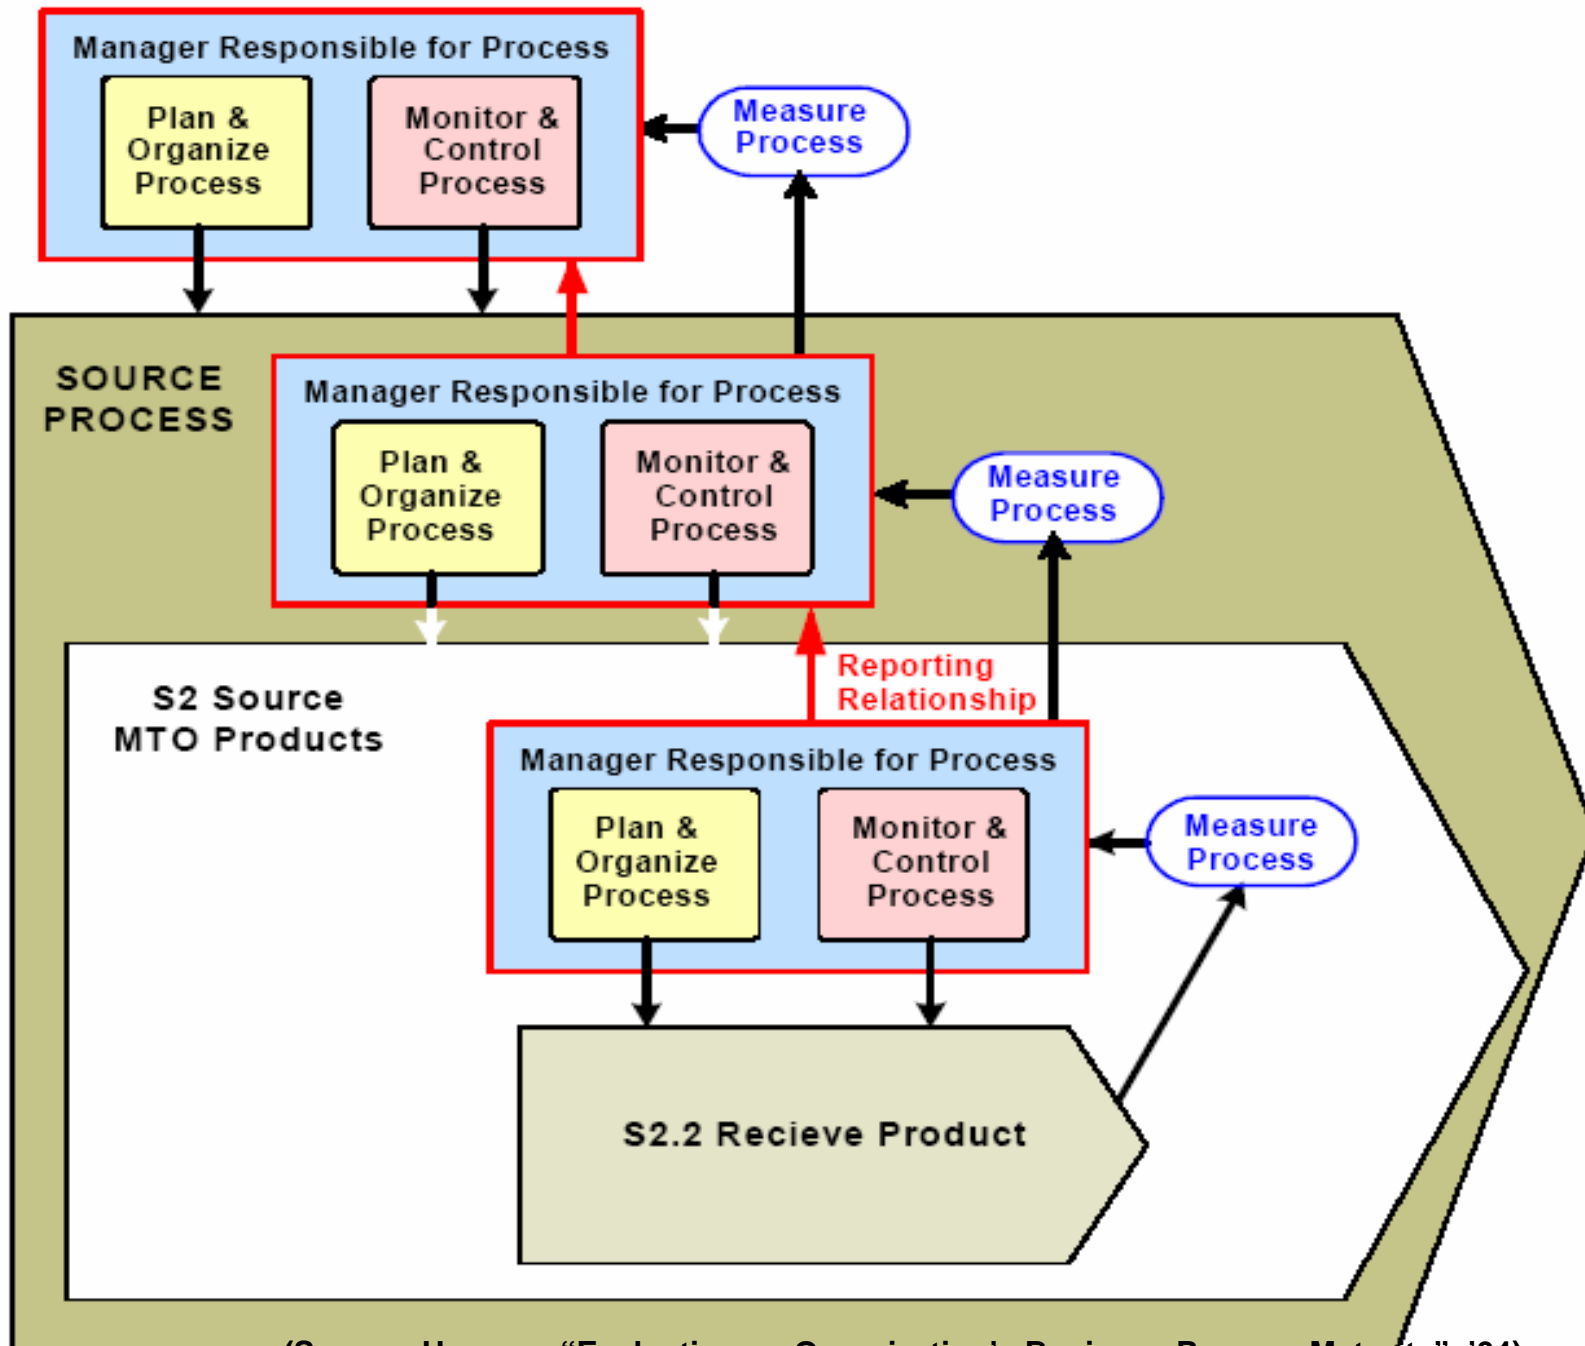 Manager Responsible for Process
Plan &
Organize
Process
Monitor &
Control
Process
Measure
Process
SOURCE
PROCESS
Manager Responsible for Process
Plan &
Organize
Process
Monitor &
Control
Process
Measure
Process
Reporting
Relationship
S2 Source
MTO Products
Manager Responsible for Process
Plan &
Organize
Process
Monitor &
Control
Process
Measure
Process
S2.2 Recieve Product